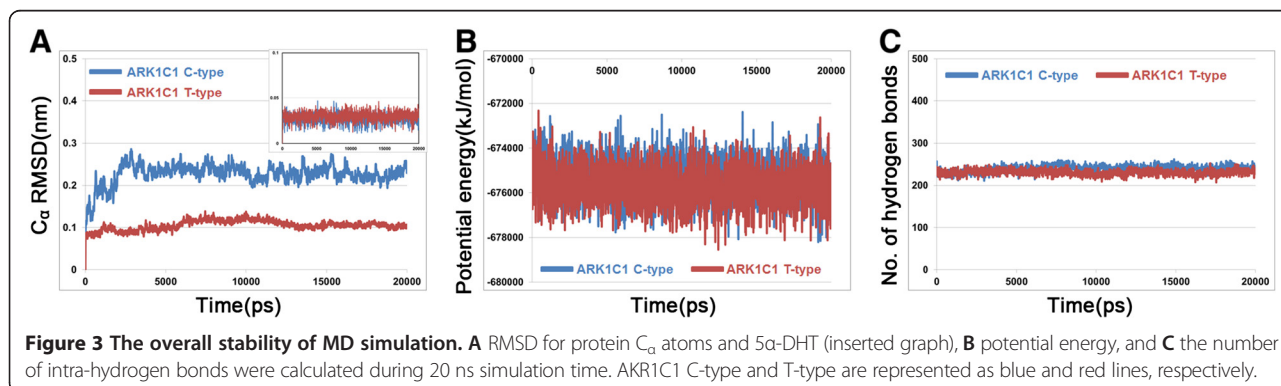 A
B
C
0.5
0.4
0.3
0.2
0.1
0
Cα RMSD(nm)
ARK1C1 C-type
ARK1C1 T-type
0.1
0.05
0
0 5000 10000 15000 20000
0 5000 10000 15000 20000
Time(ps)
-670000
-672000
-674000
-676000
-678000
-680000
Potential energy(kJ/mol)
0 5000 10000 15000 20000
ARK1C1 C-type ARK1C1 T-type
Time(ps)
500
400
300
200
100
0
No. of hydrogen bonds
ARK1C1 C-type ARK1C1 T-type
0 5000 10000 15000 20000
Time(ps)
Figure 3 The overall stability of MD simulation. A RMSD for protein Cα atoms and 5α-DHT (inserted graph), B potential energy, and C the number
of intra-hydrogen bonds were calculated during 20 ns simulation time. AKR1C1 C-type and T-type are represented as blue and red lines, respectively.